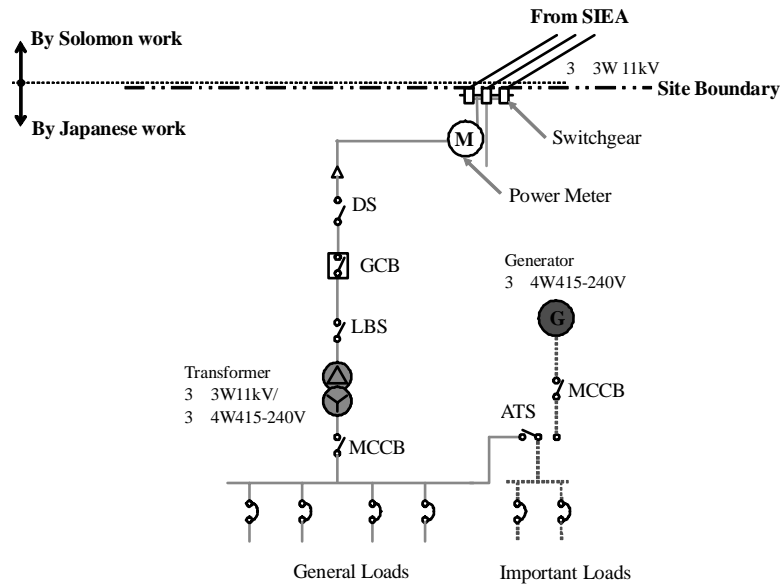 From SIEA
By Solomon work
3 3W 11kV
Site Boundary
By Japanese work
Switchgear
M
Power Meter
DS
GCB
Generator
3 4W415-240V
G
LBS
Transformer
3 3W11kV/
3 4W415-240V
MCCB
ATS
MCCB
General Loads
Important Loads